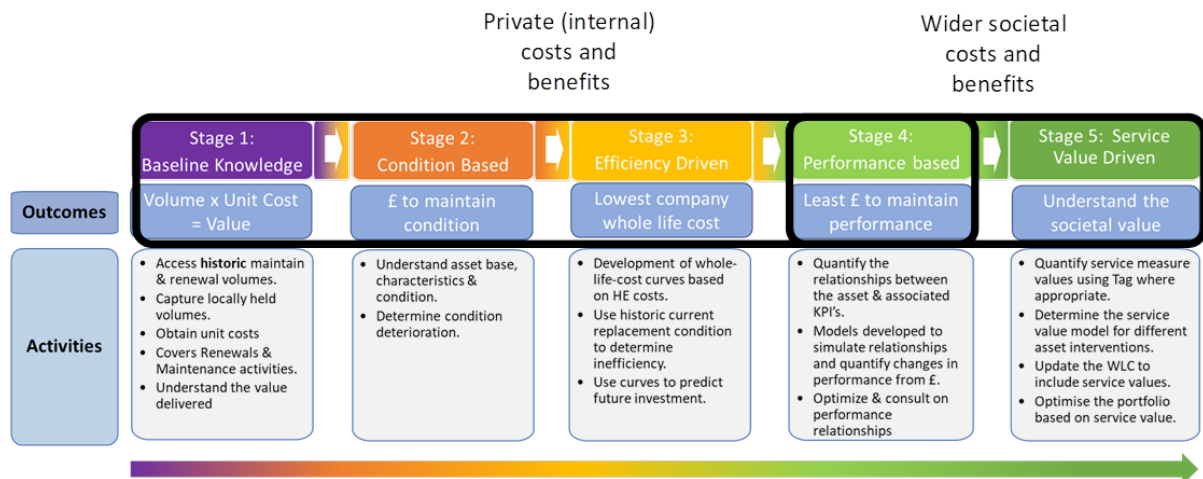 Private (internal)
costs and
benefits
Wider societal
costs and
benefits
Stage 1:
Baseline Knowledge
Stage 2:
Condition Based
Stage 3:
Efficiency Driven
Stage 4:
Performance based
Stage 5: Service
Value Driven
Outcomes
Volume x Unit Cost
= Value
£ to maintain
condition
Lowest company
whole life cost
Least £ to maintain
performance
Understand the
societal value
Activities
• Access historic maintain
& renewal volumes.
• Capture locally held
volumes.
• Obtain unit costs
• Covers Renewals &
Maintenance activities.
• Understand the value
delivered
• Understand asset base,
characteristics &
condition.
• Determine condition
deterioration.
• Development of whole-
life-cost curves based
on HE costs.
• Use historic current
replacement condition
to determine
inefficiency.
• Use curves to predict
future investment.
• Quantify the
relationships between
the asset & associated
KPI's.
• Models developed to
simulate relationships
and quantify changes in
performance from £.
• Optimize & consult on
performance
relationships
• Quantify service measure
values using Tag where
appropriate.
• Determine the service
value model for different
asset interventions.
• Update the WLC to
include service values.
• Optimise the portfolio
based on service value.